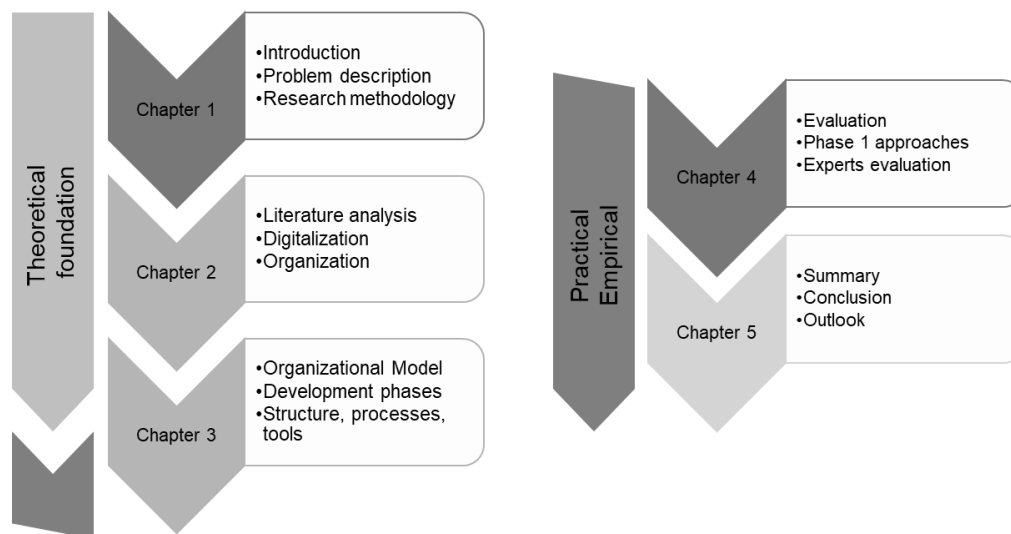 Theoretical
foundation
Chapter 1
•Introduction
•Problem description
•Research methodology
Chapter 2
•Literature analysis
•Digitalization
•Organization
Chapter 3
•Organizational Model
•Development phases
•Structure, processes,
tools
Practical
Empirical
Chapter 4
•Evaluation
•Phase 1 approaches
•Experts evaluation
Chapter 5
•Summary
•Conclusion
•Outlook